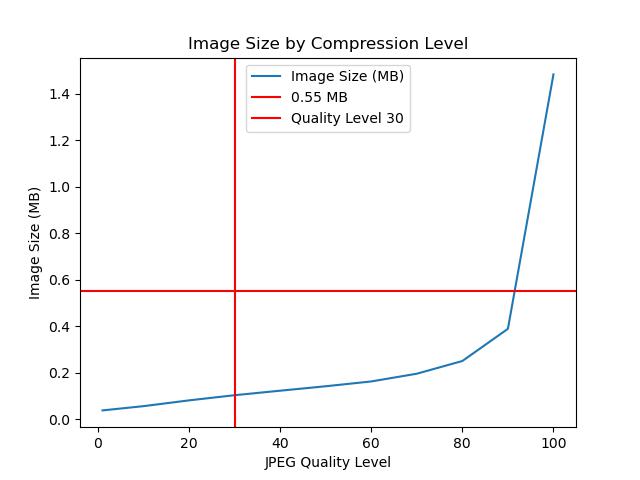 Image Size by Compression Level
Image Size (MB)
0.55 MB
Quality Level 30
Image Size (MB)
1.4
1.2
1.0
0.8
0.6
0.4
0.2
0.0
0 20 40 60 80 100
JPEG Quality Level